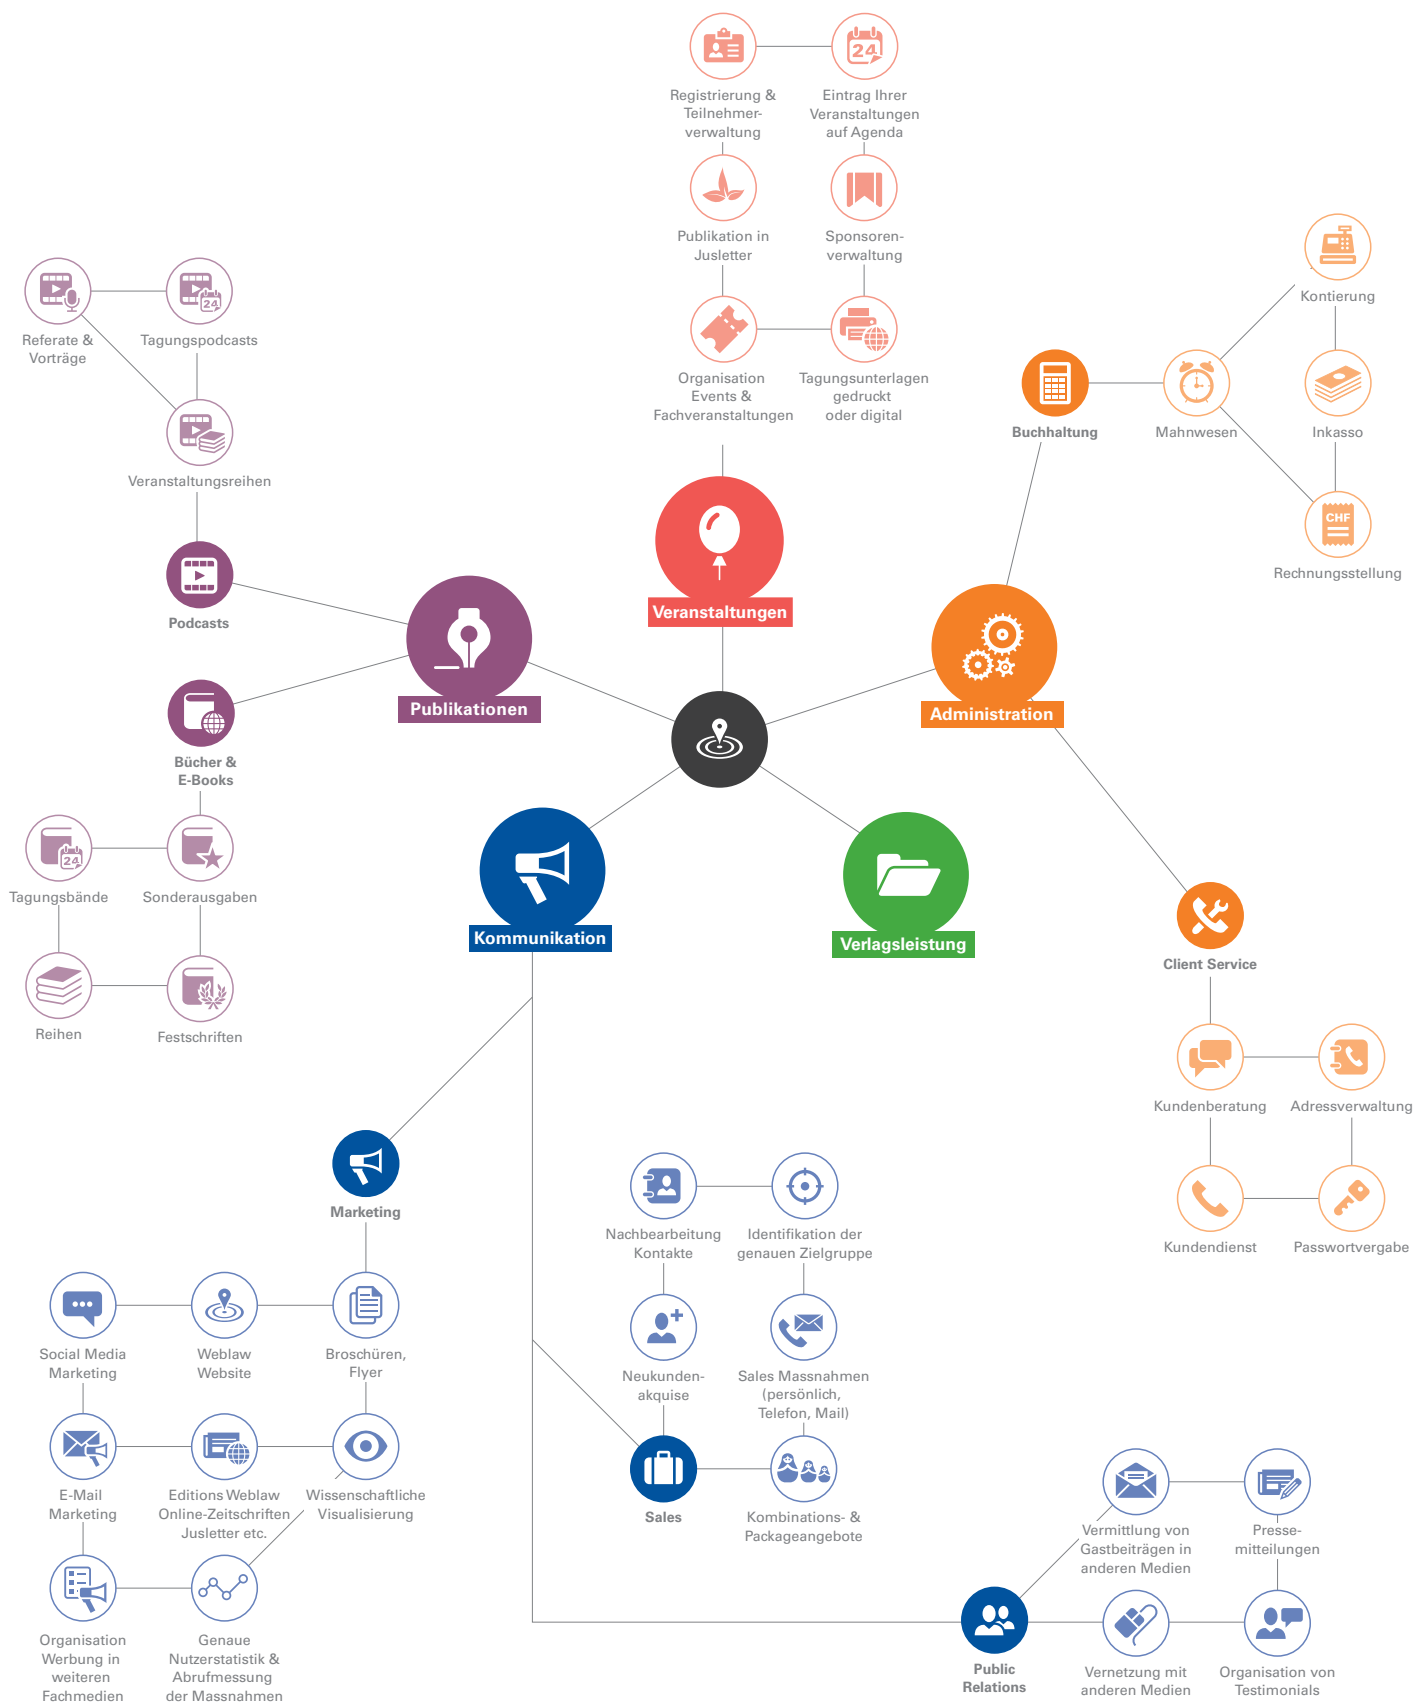 24
Registrierung &
Teilnehmer-
verwaltung
Eintrag Ihrer
Veranstaltungen
auf Agenda
Publikation in
Jusletter
Sponsoren-
verwaltung
Organisation
Events &
Fachveranstaltungen
Tagungsunterlagen
gedruckt
oder digital
Veranstaltungen
24
Referate &
Vorträge
Tagungspodcasts
Veranstaltungsreihen
Podcasts
Publikationen
Bücher &
E-Books
24
Tagungsbände
Sonderausgaben
Reihen
Festschriften
Kontierung
Buchhaltung
Mahnwesen
Inkasso
CHF
Rechnungsstellung
Administration
Client Service
Kundenberatung
Adressverwaltung
Kundendienst
Passwortvergabe
Verlagsleistung
Kommunikation
Marketing
Social Media
Marketing
Weblaw
Website
Broschüren,
Flyer
E-Mail
Marketing
Editions Weblaw
Online-Zeitschriften
Jusletter etc.
Wissenschaftliche
Visualisierung
Organisation
Werbung in
weiteren
Fachmedien
Genaue
Nutzerstatistik &
Abrufmessung
der Massnahmen
Nachbearbeitung
Kontakte
Identifikation der
genauen Zielgruppe
Neukunden-
akquise
Sales Massnahmen
(persönlich,
Telefon, Mail)
Sales
Kombinations- &
Packageangebote
Vermittlung von
Gastbeiträgen in
anderen Medien
Presse-
mitteilungen
Public
Relations
Vernetzung mit
anderen Medien
Organisation von
Testimonials